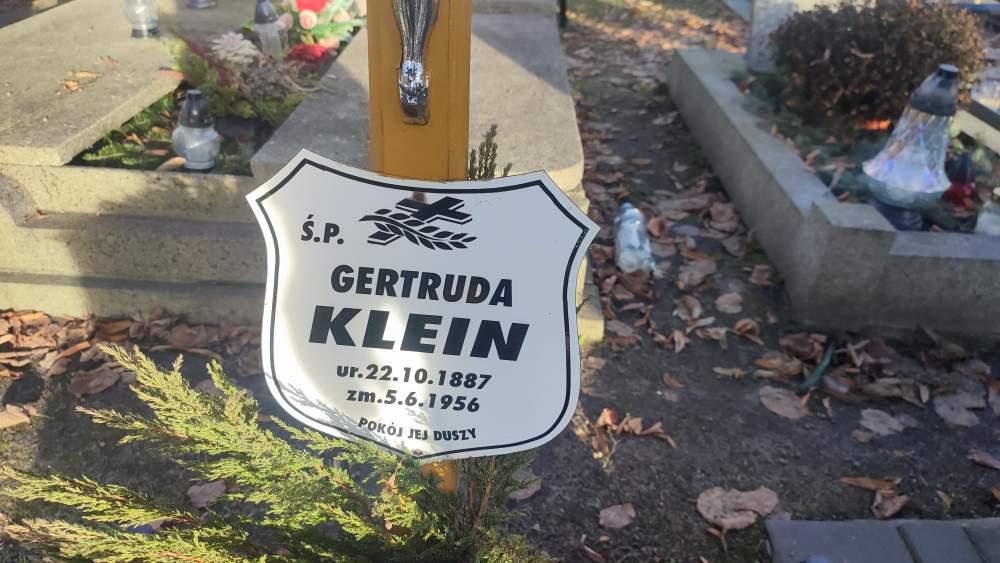 Ś.P.
GERTRUDA
KLEIN
ur.22.10.1887
zm.5.6.1956
POKÓJ JEJ DUSZY